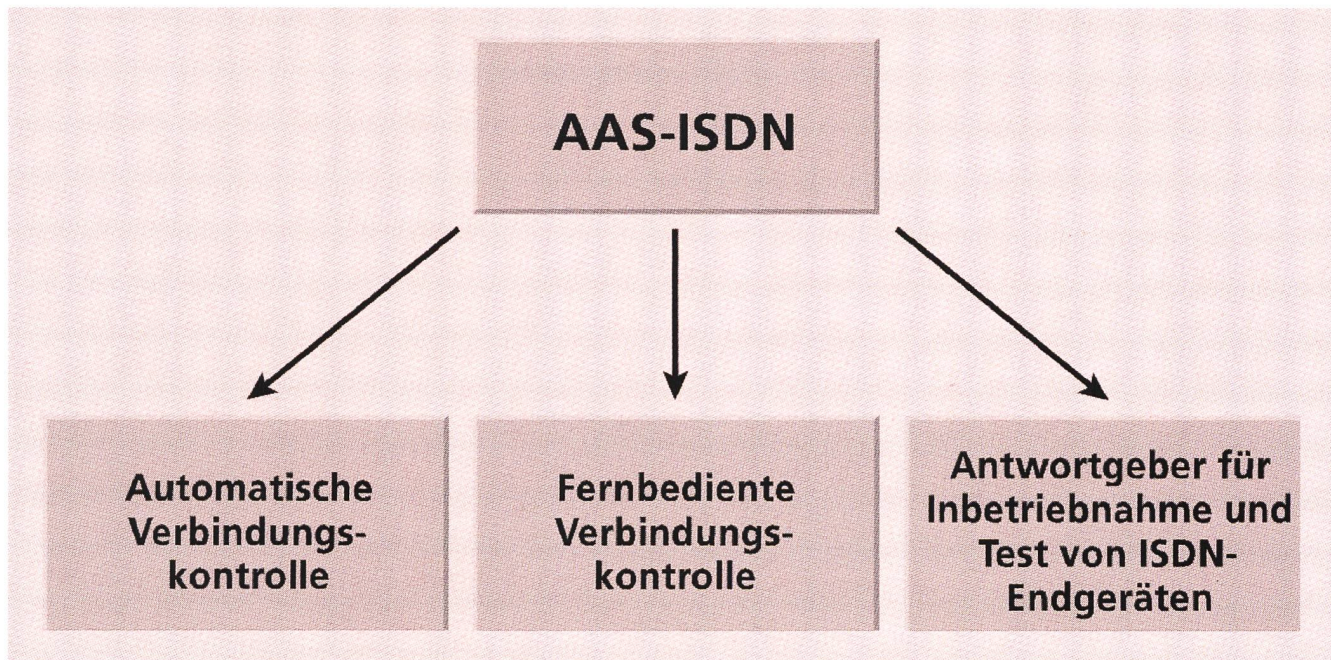 AAS-ISDN
Automatische
Verbindungs-
kontrolle
Fernbediente
Verbindungs-
kontrolle
Antwortgeber für
Inbetriebnahme und
Test von ISDN-
Endgeräten